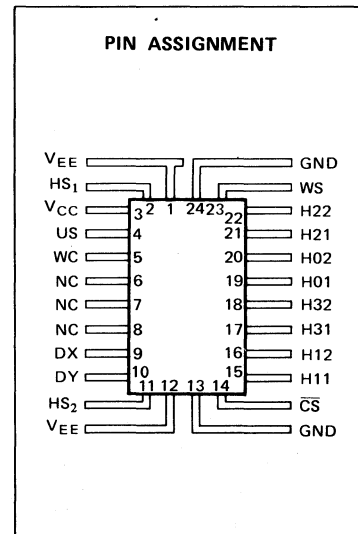 PIN ASSIGNMENT
VEE 1 24 GND
HS1 2 23 WS
VCC 3 22 H22
US 4 21 H21
WC 5 20 H02
NC 6 19 H01
NC 7 18 H32
NC 8 17 H31
DX 9 16 H12
DY 10 15 H11
HS2 11 14 CS
VEE 12 13 GND